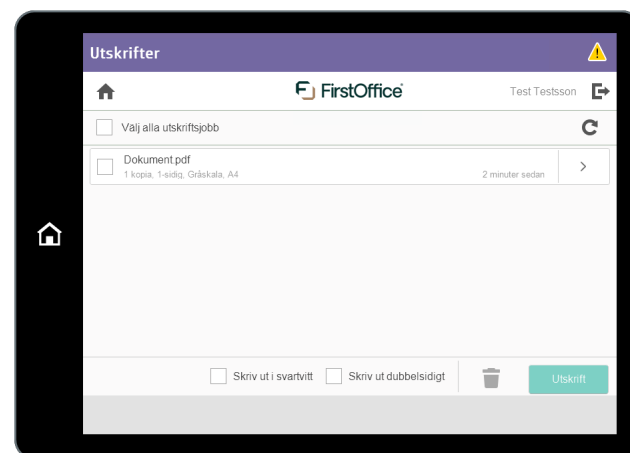 Utskrifter
FirstOffice
Test Testsson
Välj alla utskriftsjobb
Dokument.pdf
1 kopia, 1-sidig, Gråskala, A4
2 minuter sedan
Skriv ut i svartvitt
Skriv ut dubbelsidigt
Utskrift